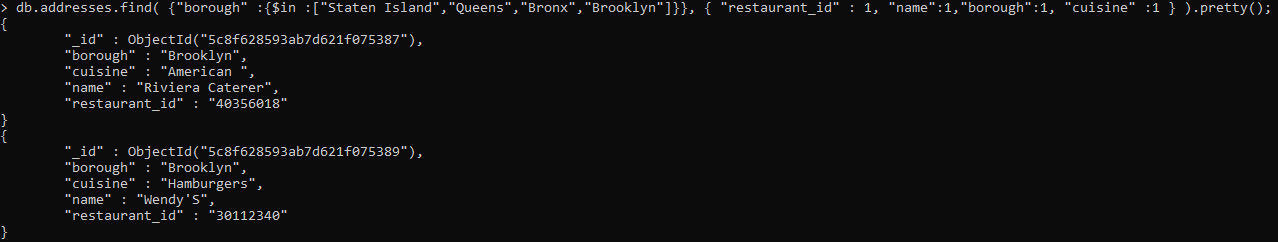 > db.addresses.find( {"borough" :{$in :["Staten Island","Queens","Bronx","Brooklyn"]}}, { "restaurant_id" : 1, "name":1,"borough":1, "cuisine" :1 } ).pretty();
{
        "_id" : ObjectId("5c8f628593ab7d621f075387"),
        "borough" : "Brooklyn",
        "cuisine" : "American ",
        "name" : "Riviera Caterer",
        "restaurant_id" : "40356018"
}
{
        "_id" : ObjectId("5c8f628593ab7d621f075389"),
        "borough" : "Brooklyn",
        "cuisine" : "Hamburgers",
        "name" : "Wendy'S",
        "restaurant_id" : "30112340"
}